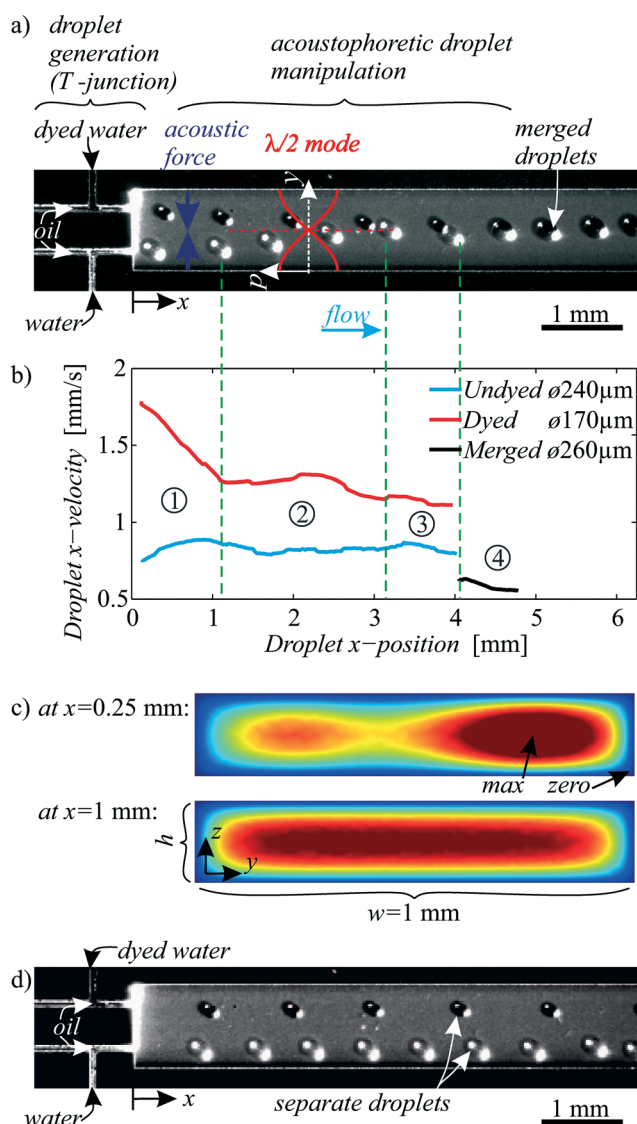 a)
droplet
generation
(T -junction)
acoustophoretic droplet
manipulation
dyed water
acoustic
force
λ/2 mode
merged
droplets
oil
y
p
x
water
flow
1 mm
b)
Droplet x−velocity [mm/s]
2
1.5
1
0.5
Undyed ø240µm
Dyed ø170µm
Merged ø260µm
1
2
3
4
0 1 2 3 4 5 6
Droplet x−position [mm]
c)
at x=0.25 mm:
max
zero
at x=1 mm:
h
z
y
w=1 mm
d)
dyed water
oil
x
water
separate droplets
1 mm